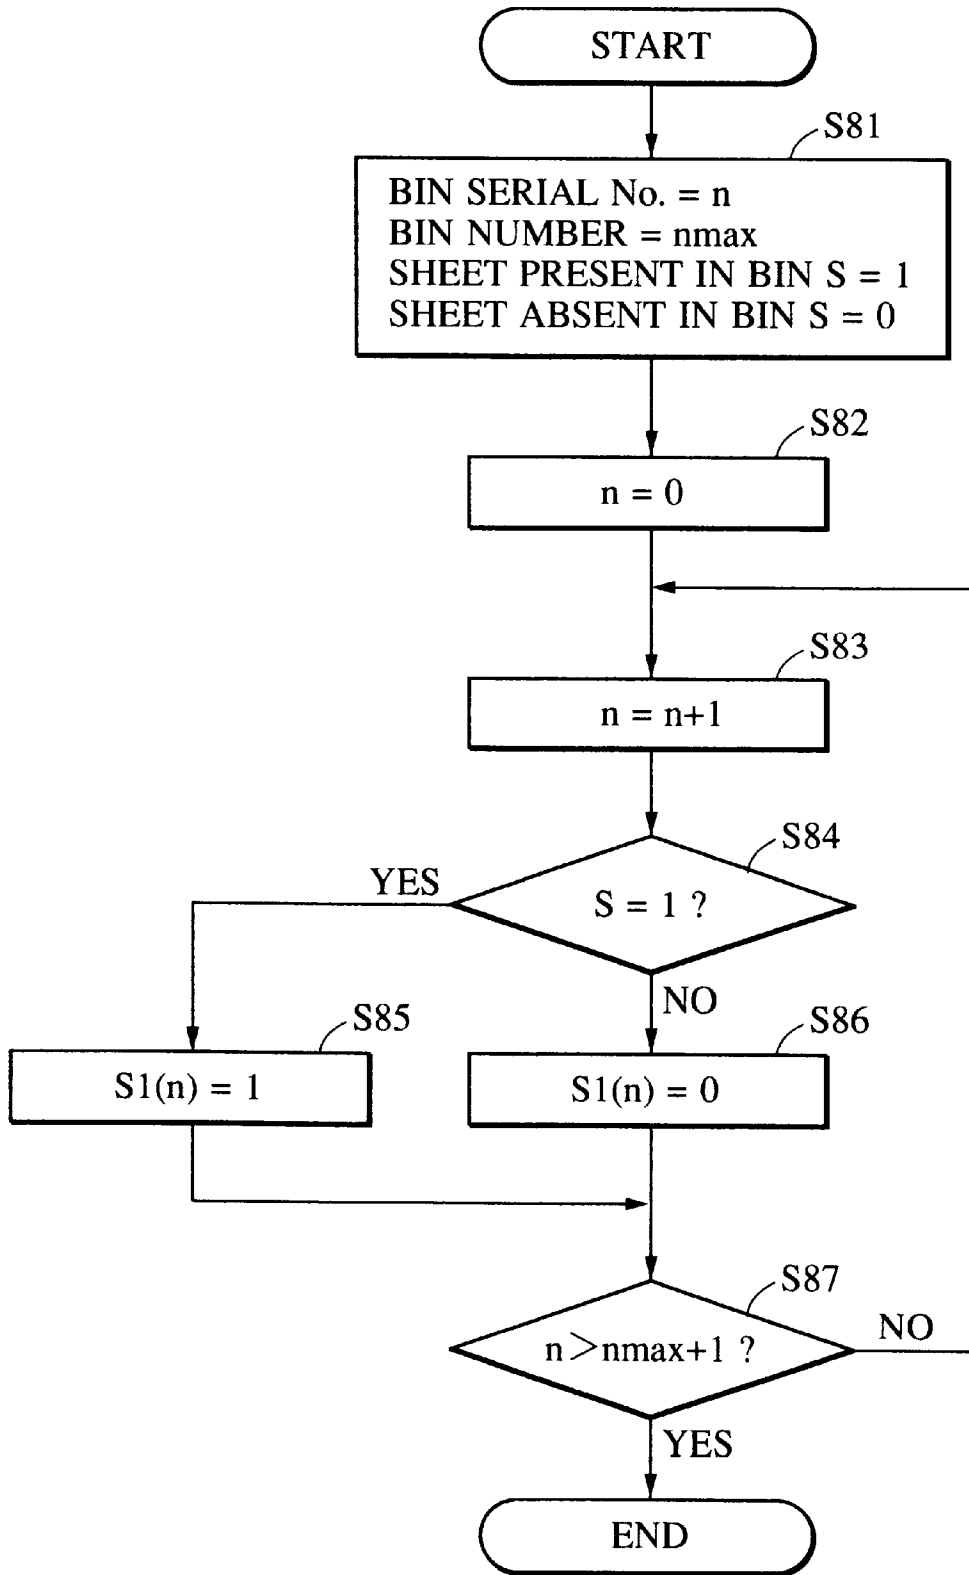 START
S81
BIN SERIAL No. = n
BIN NUMBER = nmax
SHEET PRESENT IN BIN S = 1
SHEET ABSENT IN BIN S = 0
S82
n = 0
S83
n = n+1
S84
YES
S = 1 ?
NO
S85
S86
S1(n) = 1
S1(n) = 0
S87
n>nmax+1 ?
NO
YES
END